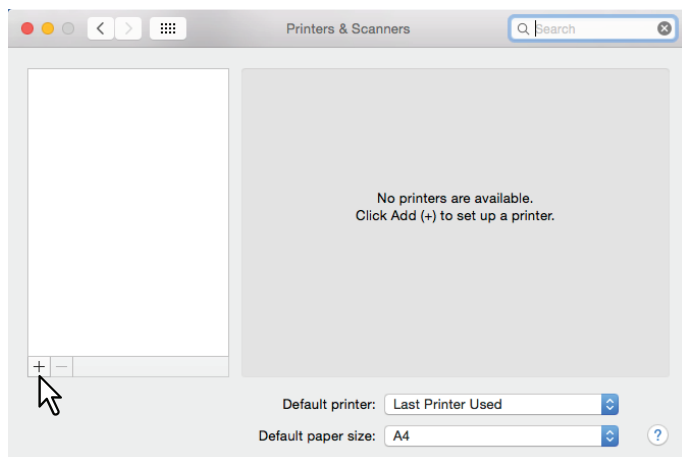 Printers & Scanners
Search
No printers are available.
Click Add (+) to set up a printer.
+ −
Default printer: Last Printer Used
Default paper size: A4 ?